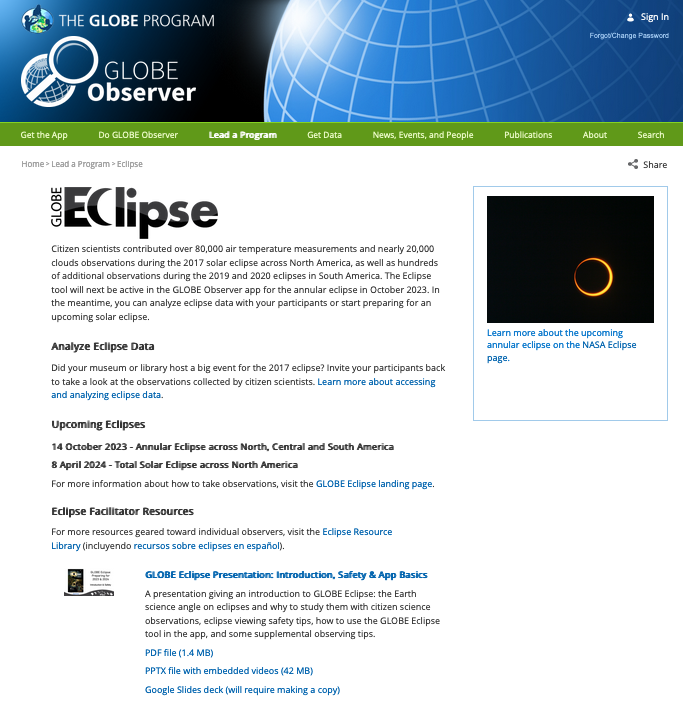 THE GLOBE PROGRAM
Sign In
Forgot/Change Password
GLOBE
Observer
Get the App Do GLOBE Observer Lead a Program Get Data News, Events, and People Publications About Search
Home > Lead a Program > Eclipse
Share
GLOBE EClipse
Citizen scientists contributed over 80,000 air temperature measurements and nearly 20,000
clouds observations during the 2017 solar eclipse across North America, as well as hundreds
of additional observations during the 2019 and 2020 eclipses in South America. The Eclipse
tool will next be active in the GLOBE Observer app for the annular eclipse in October 2023. In
the meantime, you can analyze eclipse data with your participants or start preparing for an
upcoming solar eclipse.
Learn more about the upcoming
annular eclipse on the NASA Eclipse
page.
Analyze Eclipse Data
Did your museum or library host a big event for the 2017 eclipse? Invite your participants back
to take a look at the observations collected by citizen scientists. Learn more about accessing
and analyzing eclipse data.
Upcoming Eclipses
14 October 2023 - Annular Eclipse across North, Central and South America
8 April 2024 - Total Solar Eclipse across North America
For more information about how to take observations, visit the GLOBE Eclipse landing page.
Eclipse Facilitator Resources
For more resources geared toward individual observers, visit the Eclipse Resource
Library (incluyendo recursos sobre eclipses en español).
GLOBE Eclipse Presentation: Introduction, Safety & App Basics
A presentation giving an introduction to GLOBE Eclipse: the Earth
science angle on eclipses and why to study them with citizen science
observations, eclipse viewing safety tips, how to use the GLOBE Eclipse
tool in the app, and some supplemental observing tips.
PDF file (1.4 MB)
PPTX file with embedded videos (42 MB)
Google Slides deck (will require making a copy)